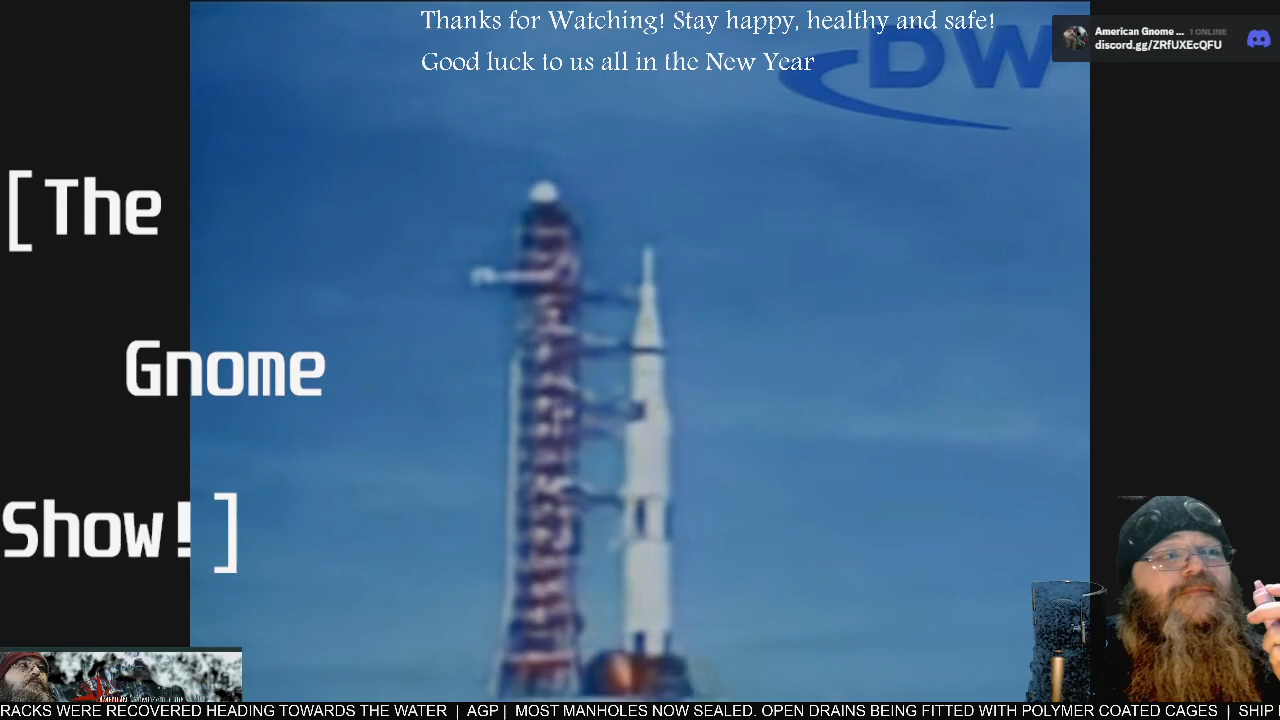 Thanks for Watching! Stay happy, healthy and safe!
Good luck to us all in the New Year
DW
American Gnome ... 1 ONLINE
discord.gg/ZRfUXEcQFU
[The
Gnome
Show!]
RACKS WERE RECOVERED HEADING TOWARDS THE WATER | AGP | MOST MANHOLES NOW SEALED. OPEN DRAINS BEING FITTED WITH POLYMER COATED CAGES | SHIP